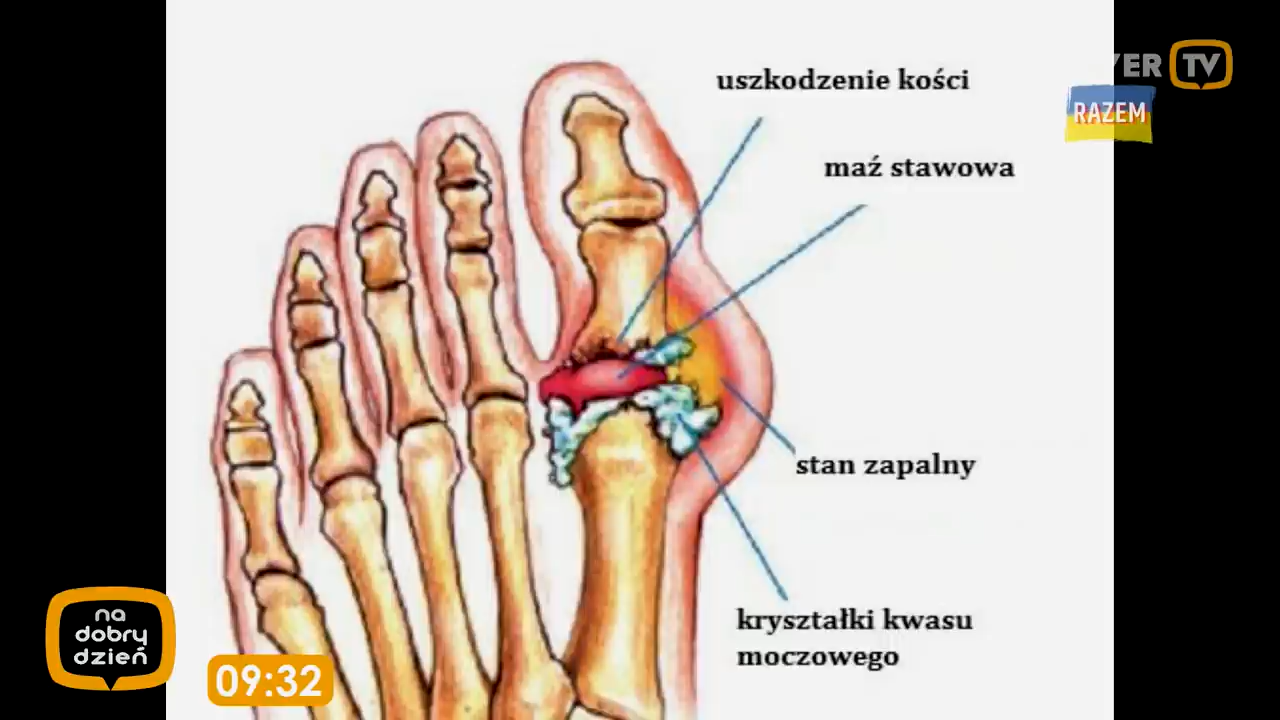 uszkodzenie kości
TV
RAZEM
maź stawowa
stan zapalny
kryształki kwasu
moczowego
na
dobry
dzień
09:32